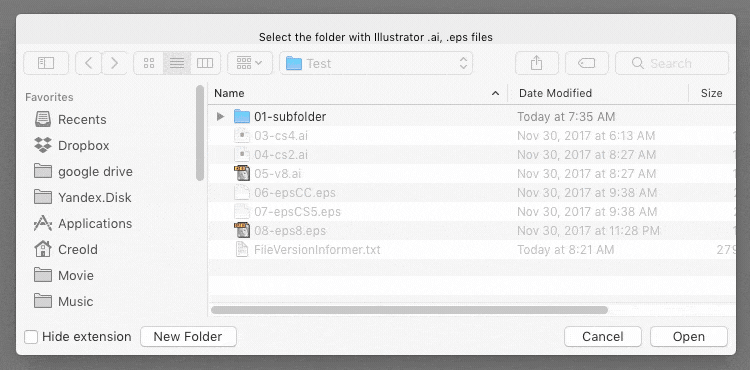 Select the folder with Illustrator .ai, .eps files
Test
Search
Favorites
Recents
Dropbox
google drive
Yandex.Disk
Applications
Creold
Movie
Music
Name Date Modified Size
01-subfolder Today at 7:35 AM
03-cs4.ai Nov 30, 2017 at 6:13 AM
04-cs2.ai Nov 30, 2017 at 8:27 AM
05-v8.ai Nov 30, 2017 at 8:27 AM
06-epsCC.eps Nov 30, 2017 at 9:38 AM
07-epsCS5.eps Nov 30, 2017 at 9:38 AM
08-eps8.eps Nov 30, 2017 at 11:28 PM
FileVersionInformer.txt Today at 8:21 AM
Hide extension New Folder Cancel Open